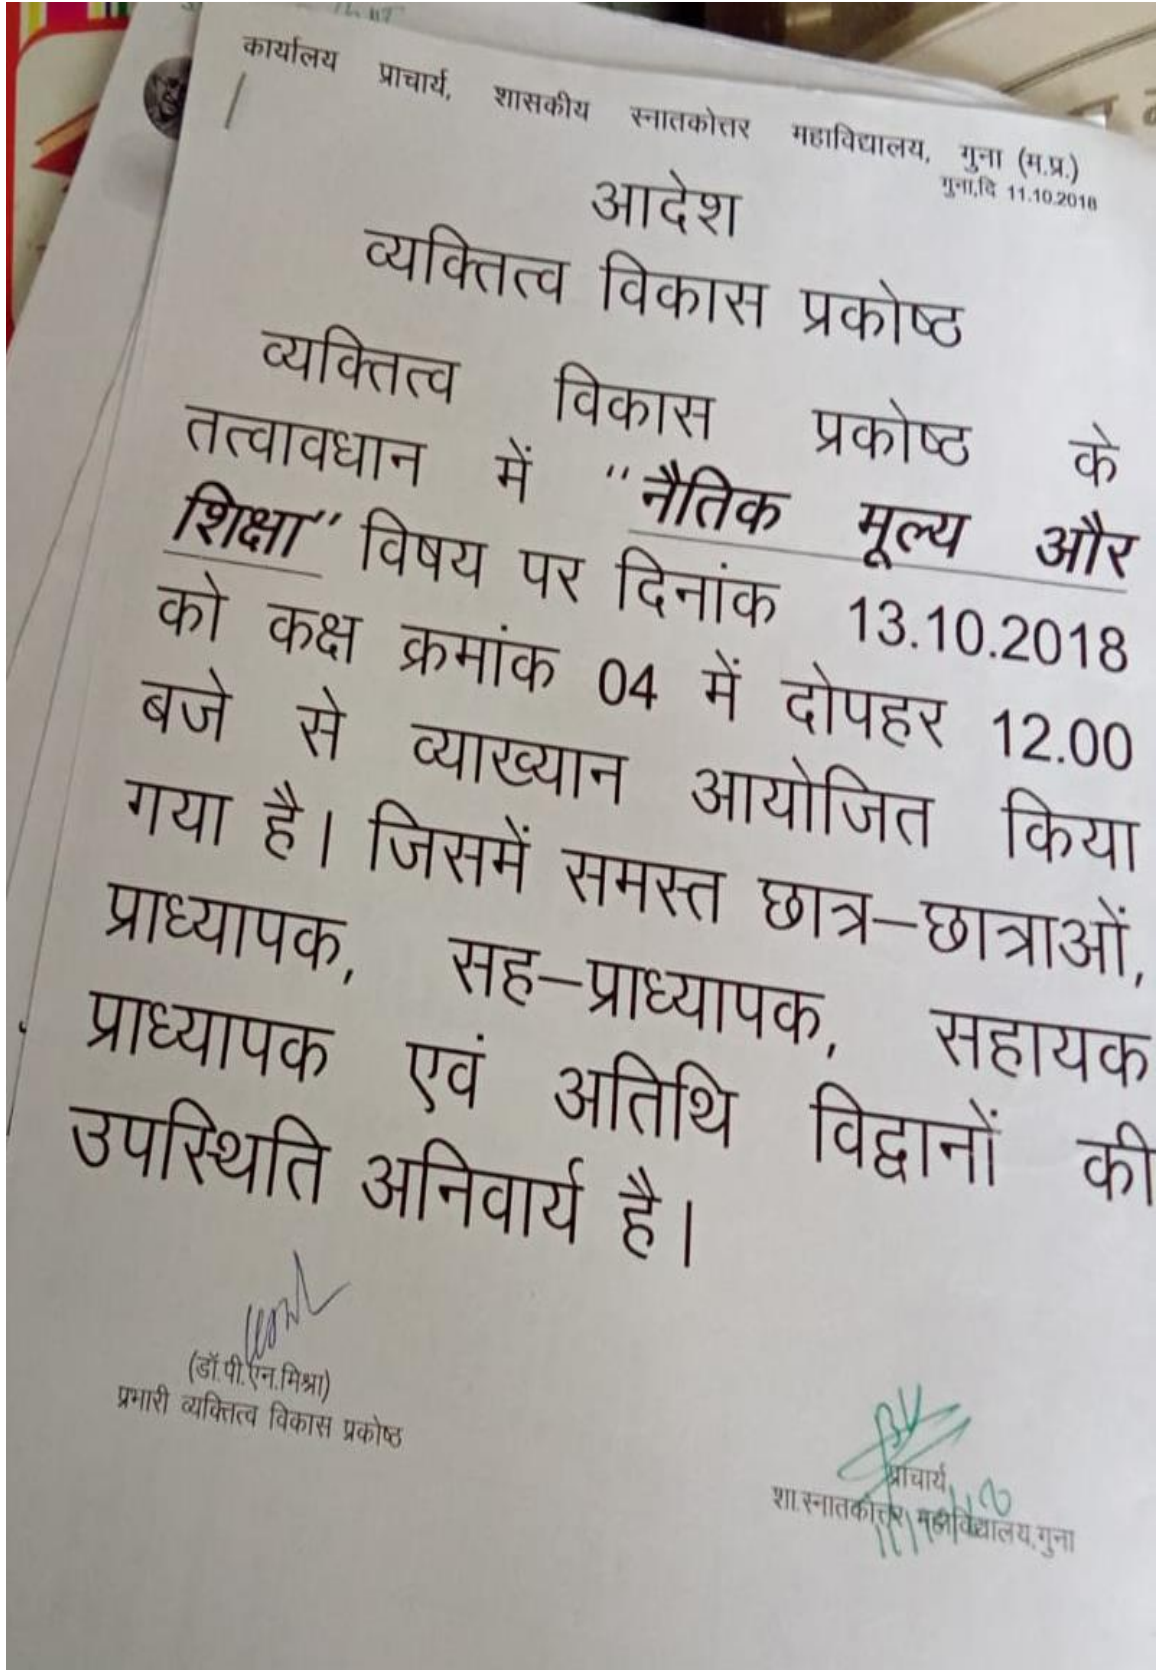 कार्यालय प्राचार्य, शासकीय स्नातकोत्तर महाविद्यालय, गुना (म.प्र.)
गुना,दि 11.10.2018
आदेश
व्यक्तित्व विकास प्रकोष्ठ
व्यक्तित्व विकास प्रकोष्ठ के
तत्वावधान में "नैतिक मूल्य और
शिक्षा" विषय पर दिनांक 13.10.2018
को कक्ष क्रमांक 04 में दोपहर 12.00
बजे से व्याख्यान आयोजित किया
गया है। जिसमें समस्त छात्र–छात्राओं,
प्राध्यापक, सह–प्राध्यापक, सहायक
प्राध्यापक एवं अतिथि विद्वानों की
उपस्थिति अनिवार्य है।
(डॉ.पी.एन.मिश्रा)
प्रभारी व्यक्तित्व विकास प्रकोष्ठ
प्राचार्य
शा.स्नातकोत्तर महाविद्यालय,गुना